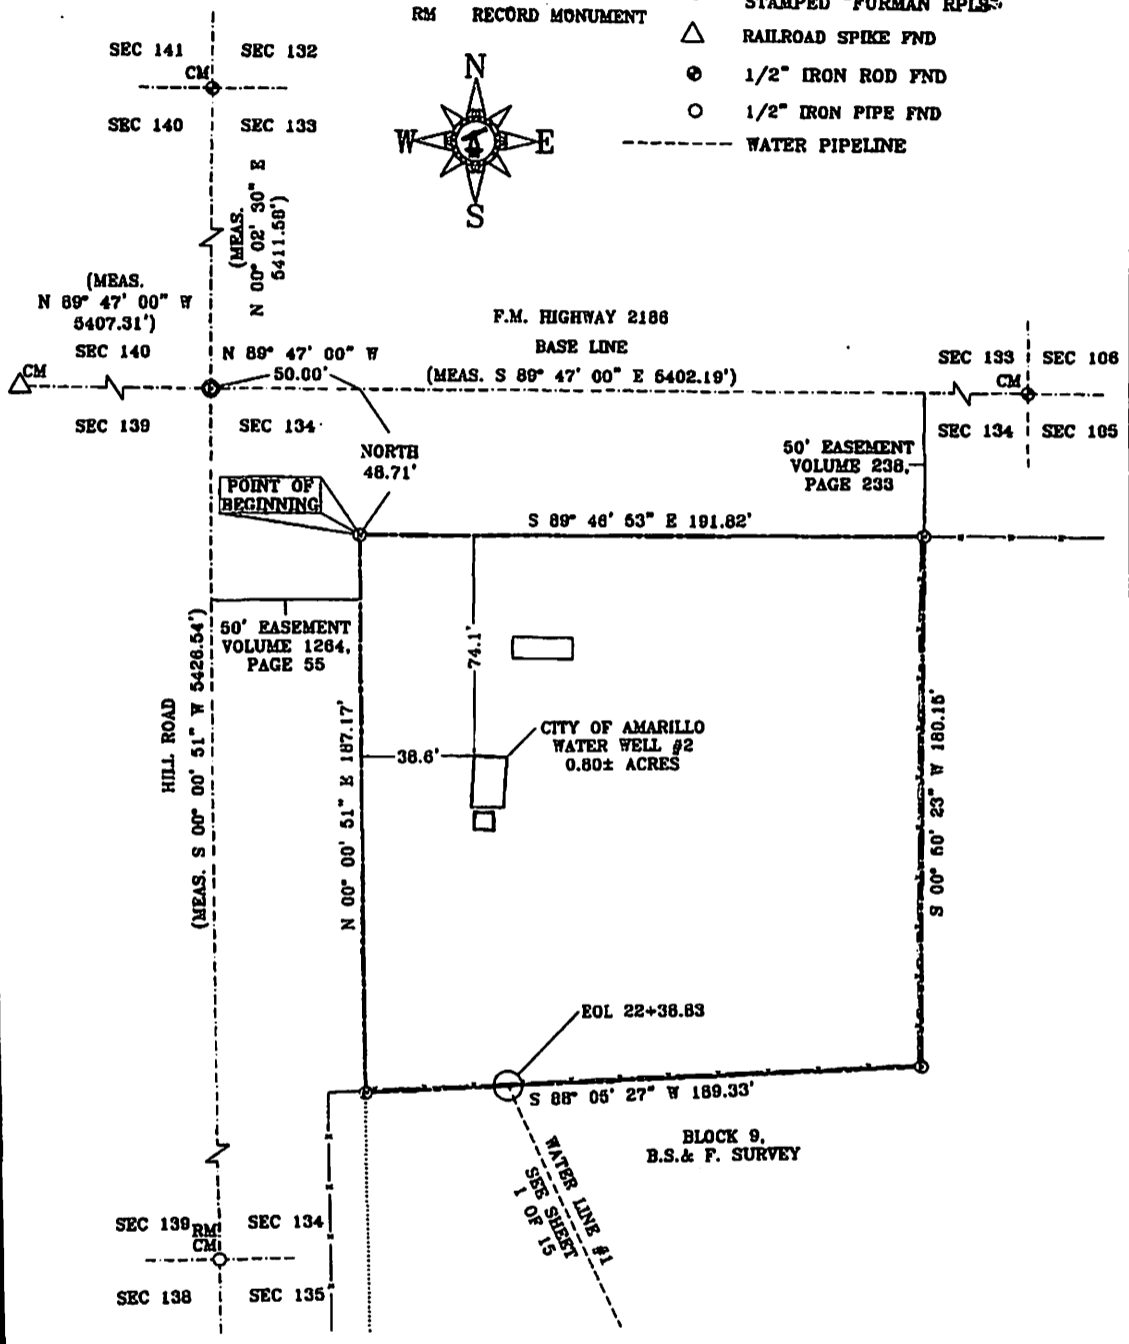 RM RECORD MONUMENT
STAMPED "FURMAN RPLS"
RAILROAD SPIKE FND
1/2" IRON ROD FND
1/2" IRON PIPE FND
WATER PIPELINE
N
W E
S
SEC 141 SEC 132
CM
SEC 140 SEC 133
(MEAS.
N 00° 02' 30" E
5411.58')
(MEAS.
N 89° 47' 00" W
5407.31')
SEC 140
CM
SEC 139
N 89° 47' 00" W
50.00'
SEC 134
F.M. HIGHWAY 2186
BASE LINE
(MEAS. S 89° 47' 00" E 5402.19')
SEC 133 SEC 106
CM
SEC 134 SEC 105
NORTH
48.71'
50' EASEMENT
VOLUME 238,
PAGE 233
POINT OF
BEGINNING
S 89° 46' 53" E 191.82'
50' EASEMENT
VOLUME 1264,
PAGE 55
HILL ROAD
(MEAS. S 00° 00' 51" W 5426.54')
N 00° 00' 51" E 187.17'
74.1'
38.6'
CITY OF AMARILLO
WATER WELL #2
0.80± ACRES
S 00° 50' 23" W 180.15'
EOL 22+38.83
S 88° 05' 27" W 189.33'
BLOCK 9,
B.S.& F. SURVEY
WATER LINE #1
SEE SHEET
1 OF 15
SEC 139 SEC 134
RM
CM
SEC 138 SEC 135